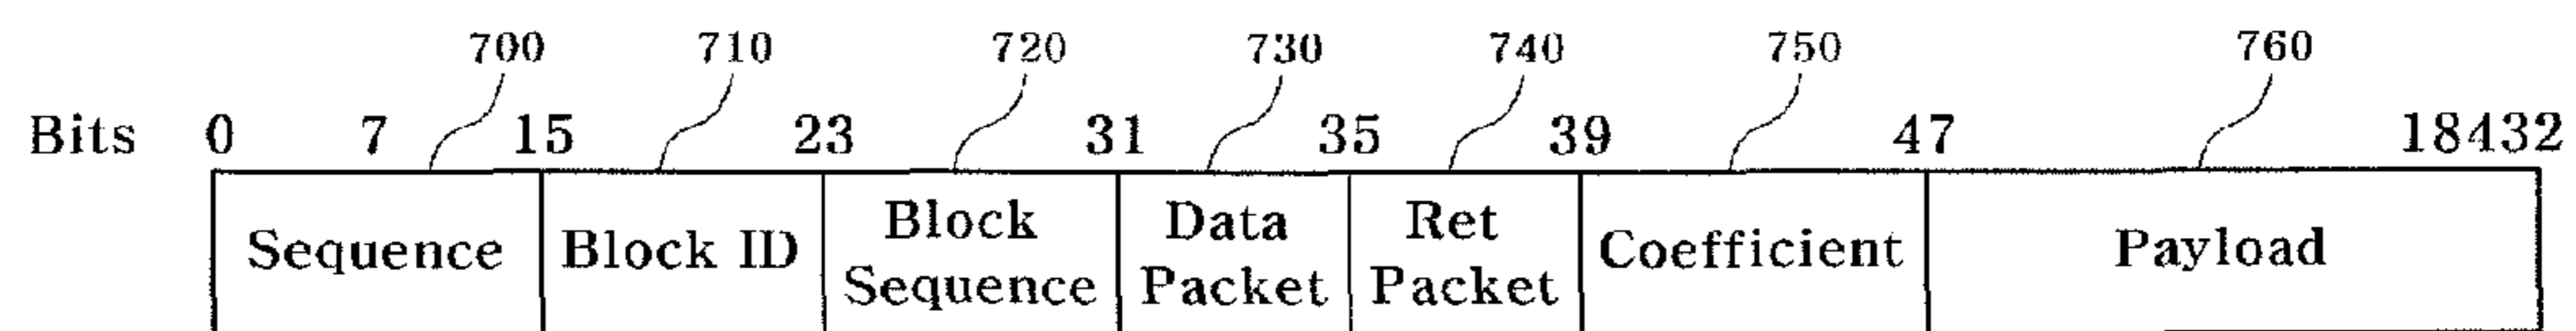 700 710 720 730 740 750 760
Bits 0 7 15 23 31 35 39 47 18432
Sequence Block ID Block Sequence Data Packet Ret Packet Coefficient Payload